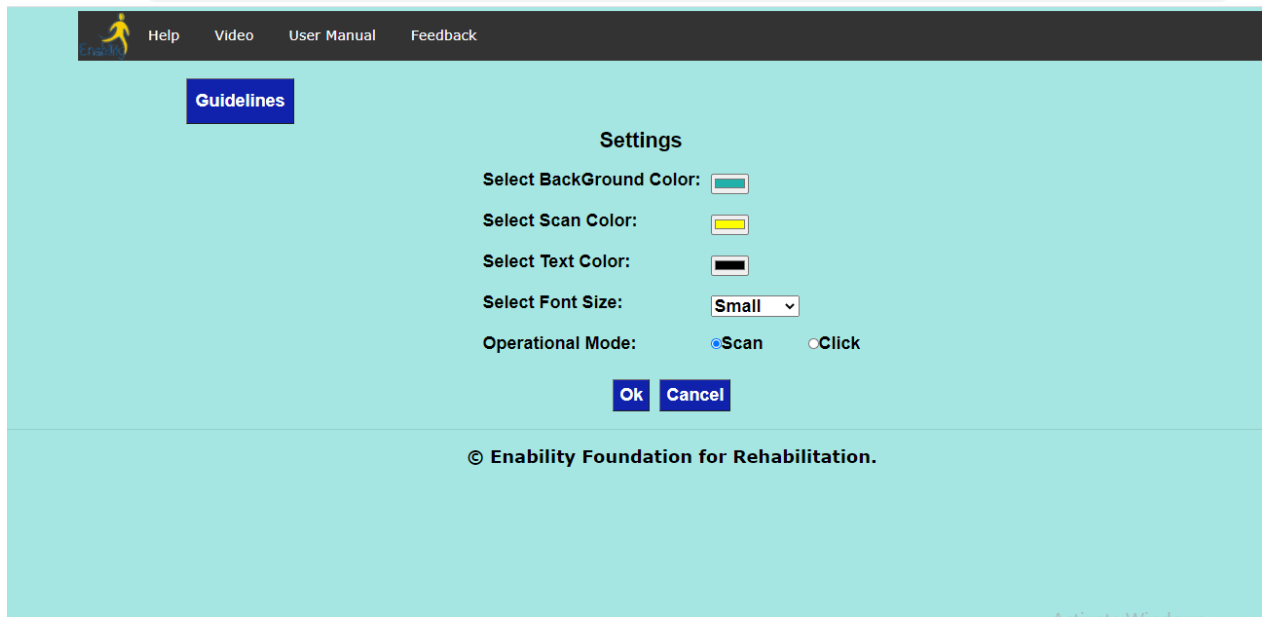 Enability
Help Video User Manual Feedback
Guidelines
Settings
Select BackGround Color:
Select Scan Color:
Select Text Color:
Select Font Size: Small
Operational Mode: Scan Click
Ok Cancel
© Enability Foundation for Rehabilitation.